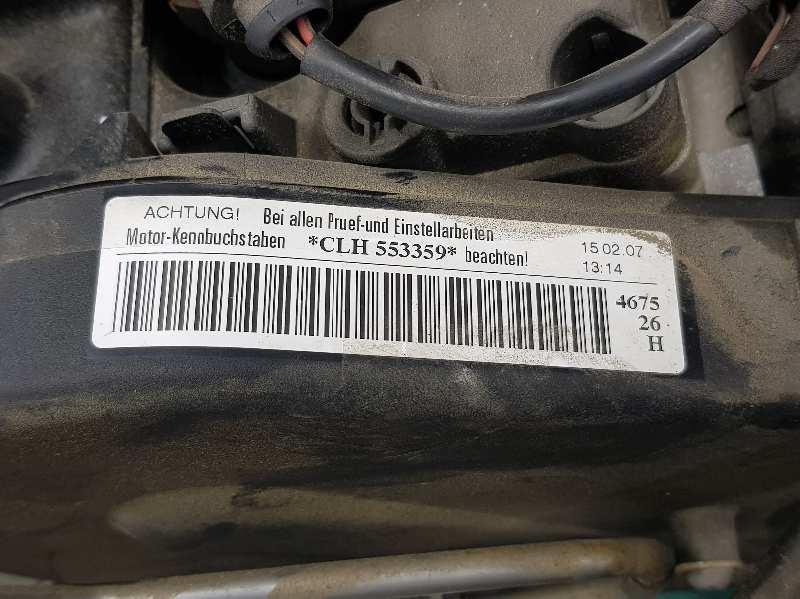 ACHTUNG! Bei allen Pruef-und Einstellarbeiten
Motor-Kennbuchstaben *CLH 553359* beachten!
15 02. 07
13:14
4675
26
H